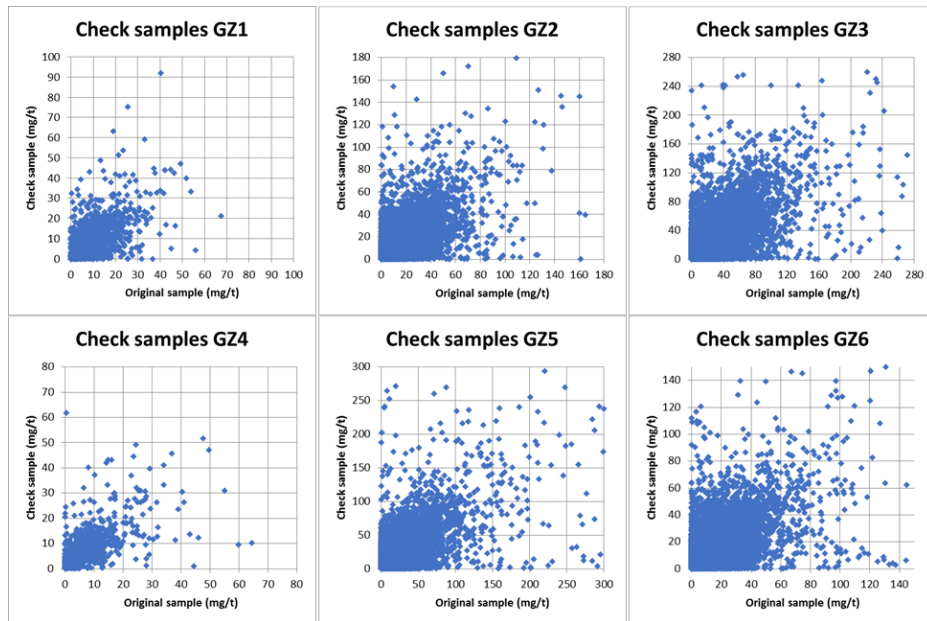 Check samples GZ1
Check sample (mg/t)
100
90
80
70
60
50
40
30
20
10
0
0 10 20 30 40 50 60 70 80 90 100
Original sample (mg/t)
Check samples GZ2
Check sample (mg/t)
180
160
140
120
100
80
60
40
20
0
0 20 40 60 80 100 120 140 160 180
Original sample (mg/t)
Check samples GZ3
Check sample (mg/t)
280
240
200
160
120
80
40
0
0 40 80 120 160 200 240 280
Original sample (mg/t)
Check samples GZ4
Check sample (mg/t)
80
70
60
50
40
30
20
10
0
0 10 20 30 40 50 60 70 80
Original sample (mg/t)
Check samples GZ5
Check sample (mg/t)
300
250
200
150
100
50
0
0 50 100 150 200 250 300
Original sample (mg/t)
Check samples GZ6
Check sample (mg/t)
140
120
100
80
60
40
20
0
0 20 40 60 80 100 120 140
Original sample (mg/t)